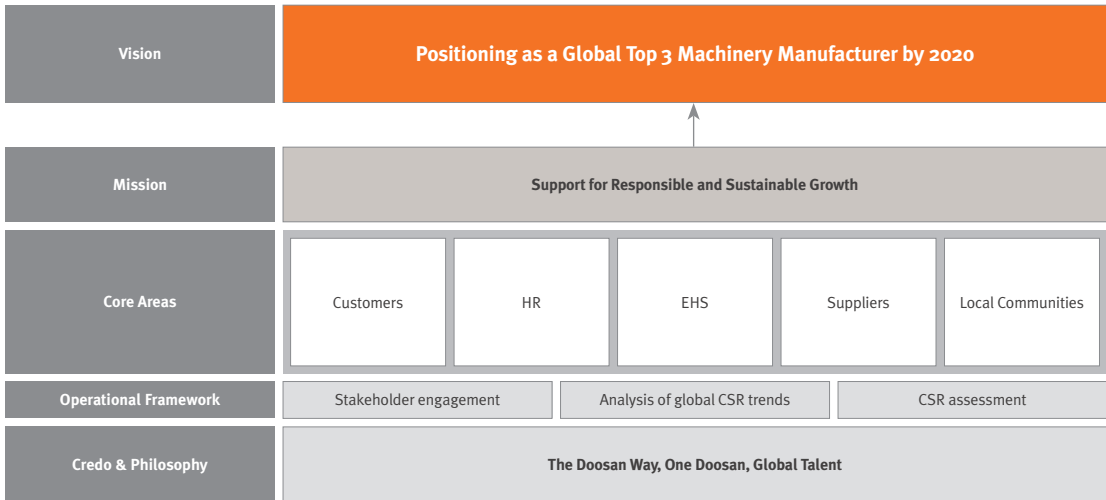 Vision
Positioning as a Global Top 3 Machinery Manufacturer by 2020
Mission
Support for Responsible and Sustainable Growth
Core Areas
Customers
HR
EHS
Suppliers
Local Communities
Operational Framework
Stakeholder engagement
Analysis of global CSR trends
CSR assessment
Credo & Philosophy
The Doosan Way, One Doosan, Global Talent